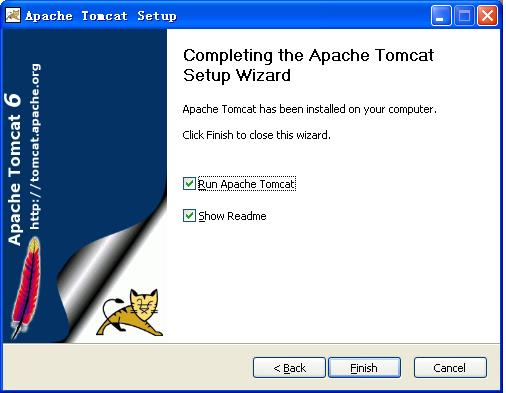 Apache Tomcat Setup
Apache Tomcat 6
http://tomcat.apache.org
Completing the Apache Tomcat
Setup Wizard
Apache Tomcat has been installed on your computer.
Click Finish to close this wizard.
Run Apache Tomcat
Show Readme
< Back
Finish
Cancel